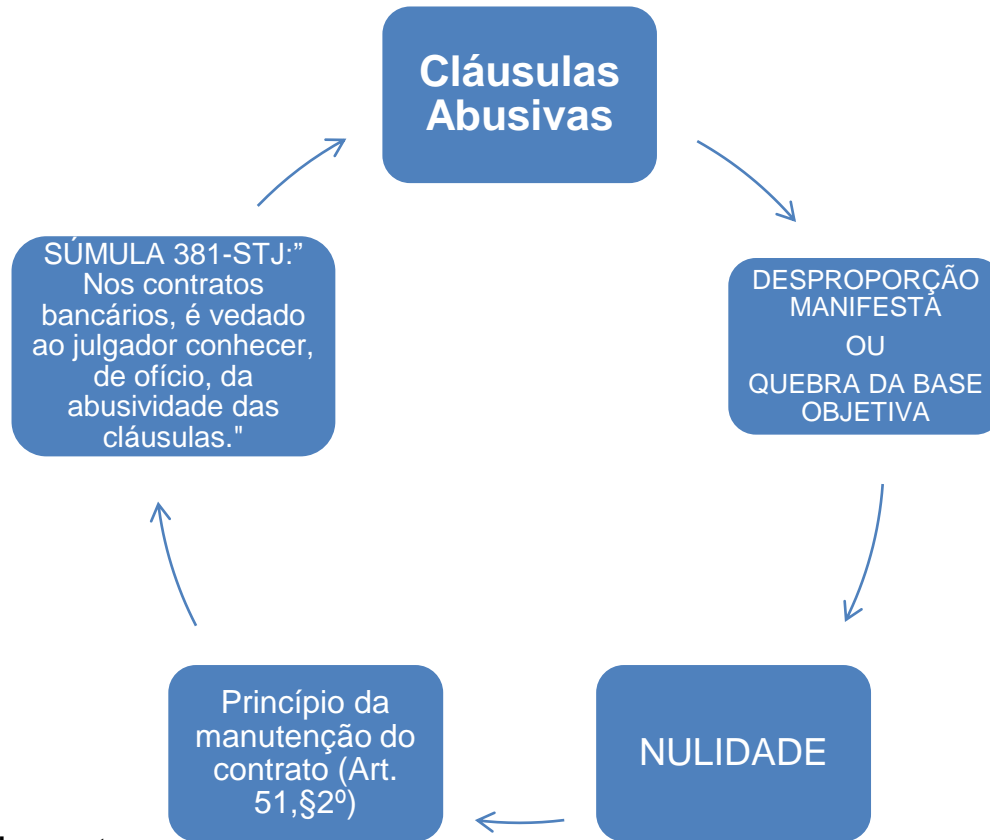 Cláusulas
Abusivas
DESPROPORÇÃO
MANIFESTA
OU
QUEBRA DA BASE
OBJETIVA
NULIDADE
Princípio da
manutenção do
contrato (Art.
51,§2º)
SÚMULA 381-STJ:”
Nos contratos
bancários, é vedado
ao julgador conhecer,
de ofício, da
abusividade das
cláusulas."